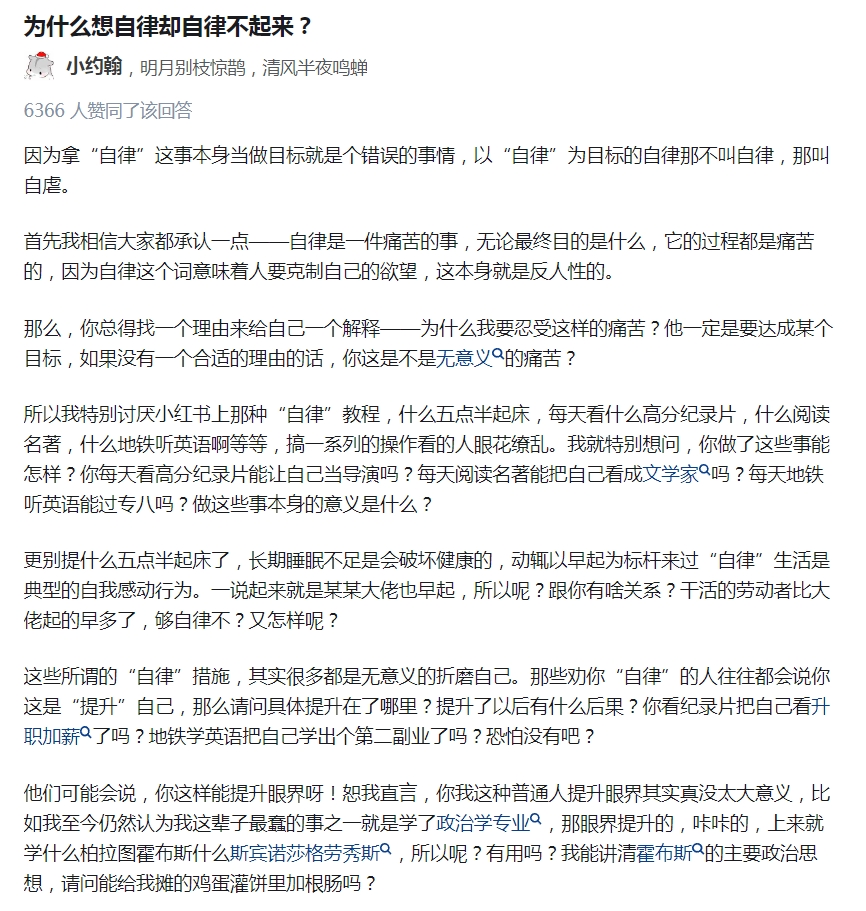 为什么想自律却自律不起来？
小约翰，明月别枝惊鹊，清风半夜鸣蝉
6366 人赞同了该回答
因为拿“自律”这事本身当做目标就是个错误的事情，以“自律”为目标的自律那不叫自律，那叫
自虐。
首先我相信大家都承认一点——自律是一件痛苦的事，无论最终目的是什么，它的过程都是痛苦
的，因为自律这个词意味着人要克制自己的欲望，这本身就是反人性的。
那么，你总得找一个理由来给自己一个解释——为什么我要忍受这样的痛苦？他一定是要达成某个
目标，如果没有一个合适的理由的话，你这是不是无意义的痛苦？
所以我特别讨厌小红书上那种“自律”教程，什么五点半起床，每天看什么高分纪录片，什么阅读
名著，什么地铁听英语啊等等，搞一系列的操作看的人眼花缭乱。我就特别想问，你做了这些事能
怎样？你每天看高分纪录片能让自己当导演吗？每天阅读名著能把自己看成文学家吗？每天地铁
听英语能过专八吗？做这些事本身的意义是什么？
更别提什么五点半起床了，长期睡眠不足是会破坏健康的，动辄以早起为标杆来过“自律”生活是
典型的自我感动行为。一说起来就是某某大佬也早起，所以呢？跟你有啥关系？干活的劳动者比大
佬起的早多了，够自律不？又怎样呢？
这些所谓的“自律”措施，其实很多都是无意义的折磨自己。那些劝你“自律”的人往往都会说你
这是“提升”自己，那么请问具体提升在了哪里？提升了以后有什么后果？你看纪录片把自己看升
职加薪了吗？地铁学英语把自己学出个第二副业了吗？恐怕没有吧？
他们可能会说，你这样能提升眼界呀！恕我直言，你我这种普通人提升眼界其实真没太大意义，比
如我至今仍然认为我这辈子最蠢的事之一就是学了政治学专业，那眼界提升的，咔咔的，上来就
学什么柏拉图霍布斯什么斯宾诺莎格劳秀斯，所以呢？有用吗？我能讲清霍布斯的主要政治思
想，请问能给我摊的鸡蛋灌饼里加根肠吗？